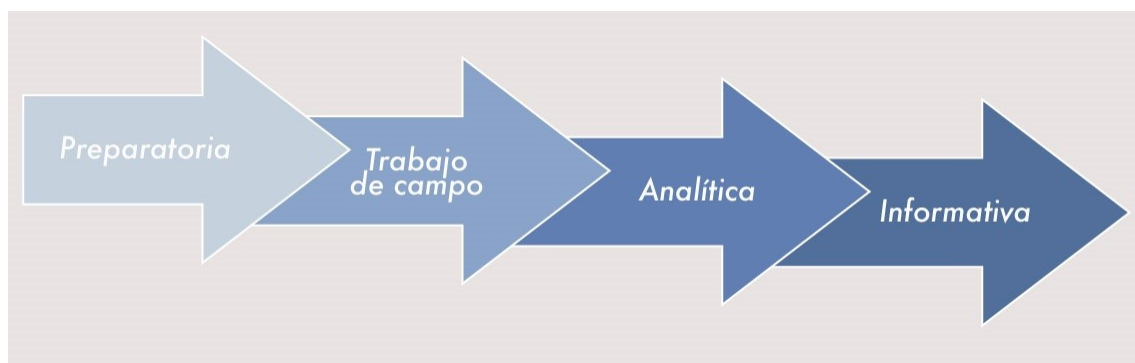 Preparatoria
Trabajo
de campo
Analítica
Informativa